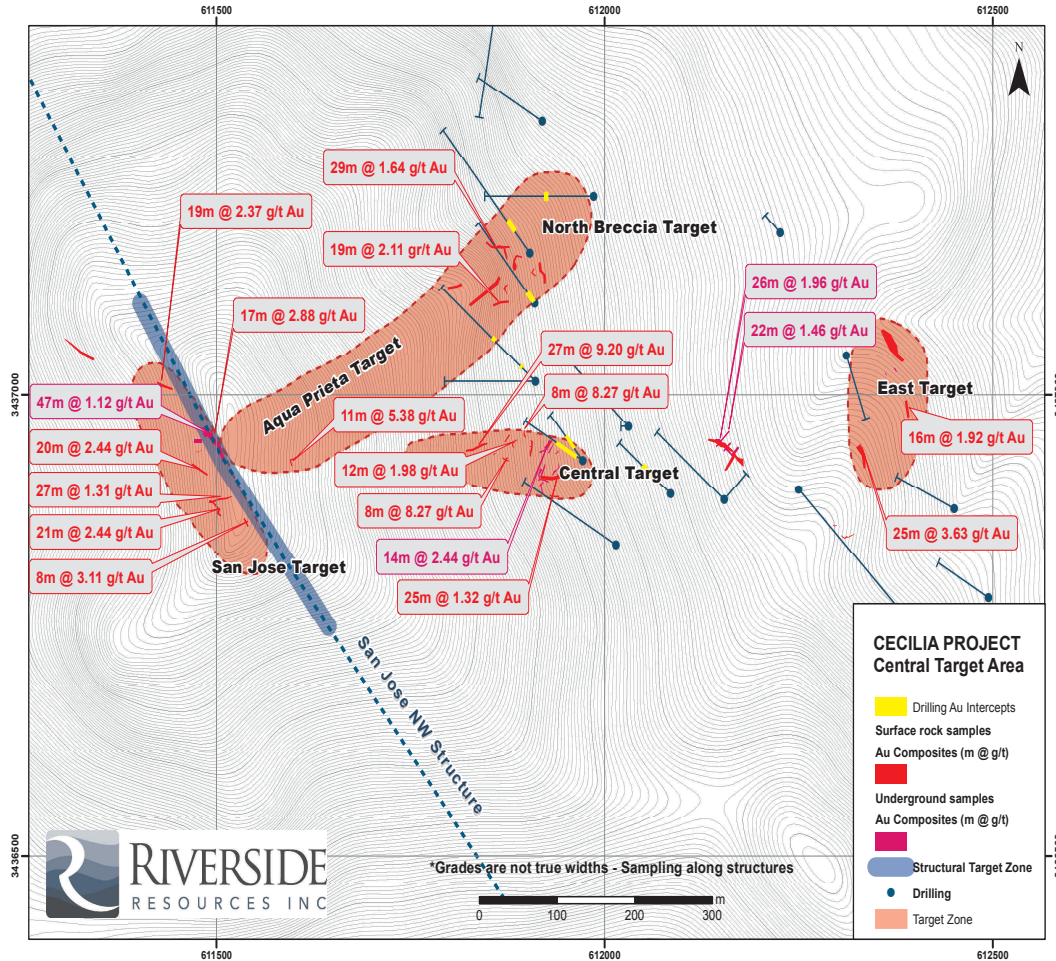 611500
612000
612500
N
29m @ 1.64 g/t Au
19m @ 2.37 g/t Au
North Breccia Target
19m @ 2.11 gr/t Au
26m @ 1.96 g/t Au
17m @ 2.88 g/t Au
22m @ 1.46 g/t Au
27m @ 9.20 g/t Au
Aqua Prieta Target
3437000
East Target
8m @ 8.27 g/t Au
47m @ 1.12 g/t Au
11m @ 5.38 g/t Au
16m @ 1.92 g/t Au
20m @ 2.44 g/t Au
12m @ 1.98 g/t Au
Central Target
27m @ 1.31 g/t Au
8m @ 8.27 g/t Au
21m @ 2.44 g/t Au
25m @ 3.63 g/t Au
14m @ 2.44 g/t Au
San Jose Target
8m @ 3.11 g/t Au
25m @ 1.32 g/t Au
San Jose NW Structure
CECILIA PROJECT
Central Target Area
Drilling Au Intercepts
Surface rock samples
Au Composites (m @ g/t)
Underground samples
Au Composites (m @ g/t)
Structural Target Zone
Drilling
Target Zone
3436500
RIVERSIDE
RESOURCES INC
*Grades are not true widths - Sampling along structures
m
0 100 200 300
611500
612000
612500